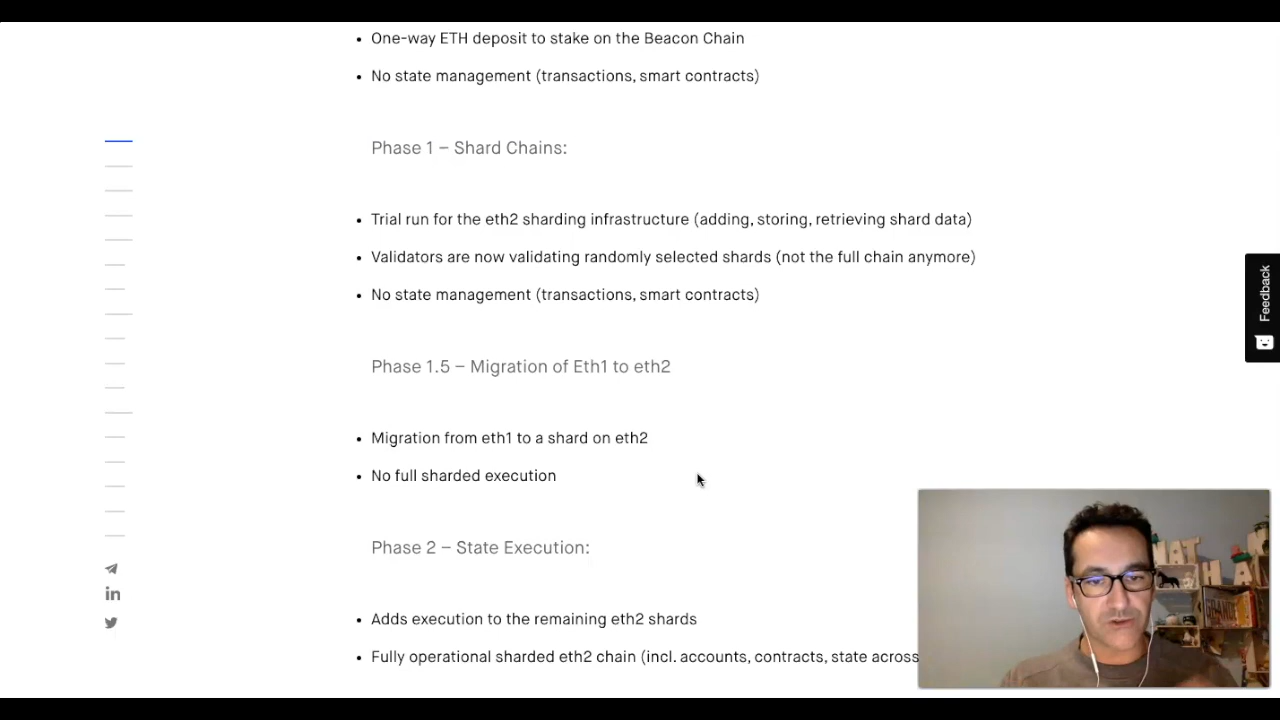 One-way ETH deposit to stake on the Beacon Chain
No state management (transactions, smart contracts)
Phase 1 – Shard Chains:
Trial run for the eth2 sharding infrastructure (adding, storing, retrieving shard data)
Validators are now validating randomly selected shards (not the full chain anymore)
No state management (transactions, smart contracts)
Phase 1.5 – Migration of Eth1 to eth2
Migration from eth1 to a shard on eth2
No full sharded execution
Phase 2 – State Execution:
Adds execution to the remaining eth2 shards
Fully operational sharded eth2 chain (incl. accounts, contracts, state across
Feedback
in